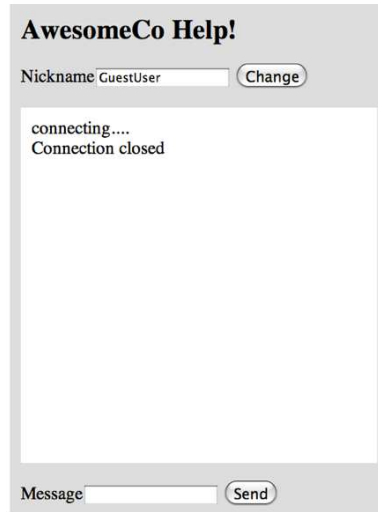 AwesomeCo Help!
Nickname GuestUser Change
connecting....
Connection closed
Message Send